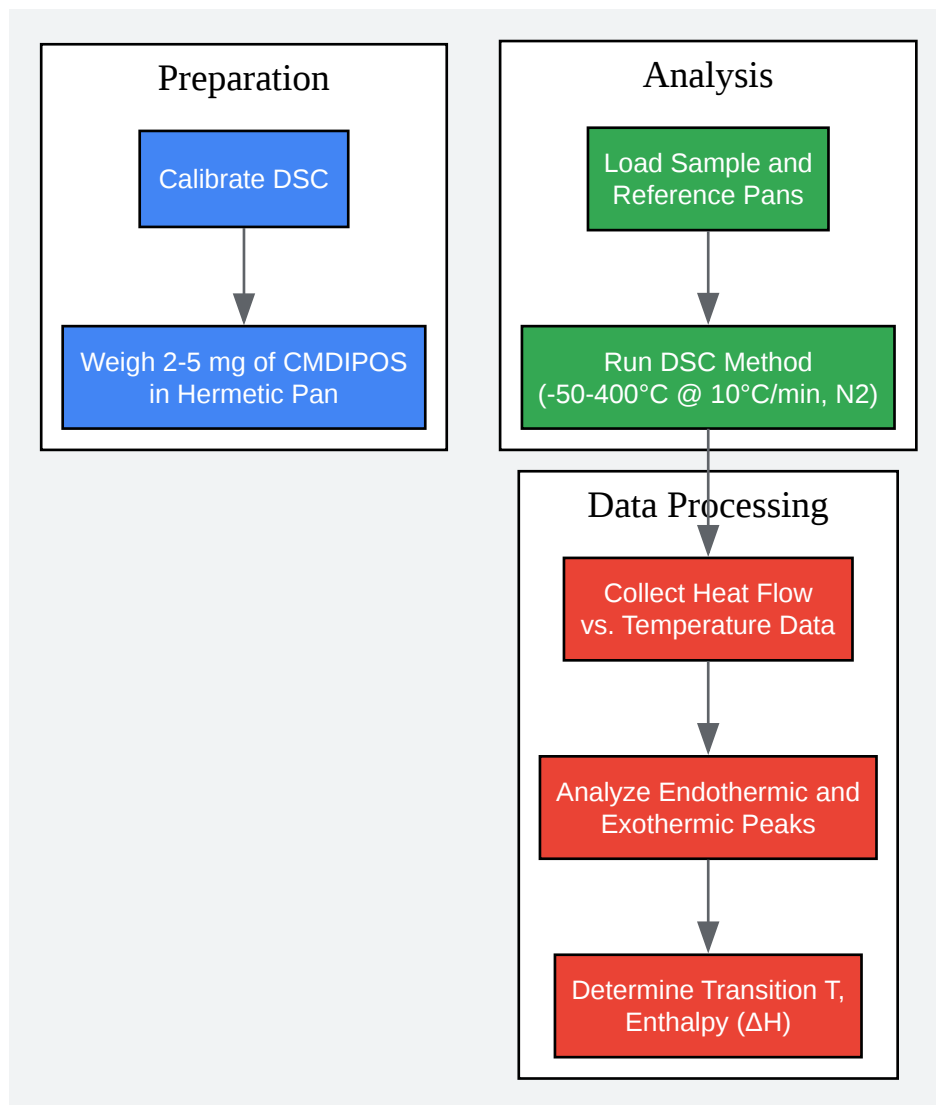 Preparation
Calibrate DSC
Weigh 2-5 mg of CMDIPOS
in Hermetic Pan
Analysis
Load Sample and
Reference Pans
Run DSC Method
(-50-400°C @ 10°C/min, N2)
Data Processing
Collect Heat Flow
vs. Temperature Data
Analyze Endothermic and
Exothermic Peaks
Determine Transition T,
Enthalpy (ΔH)